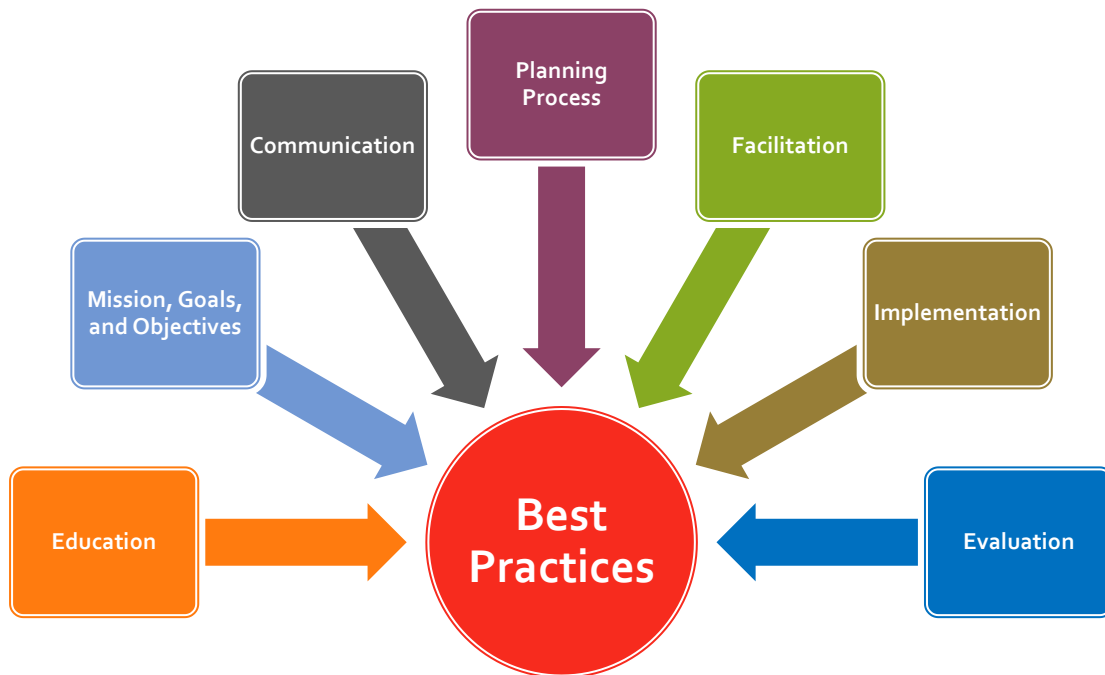 Planning
Process
Communication
Facilitation
Mission, Goals,
and Objectives
Implementation
Education
Best
Practices
Evaluation